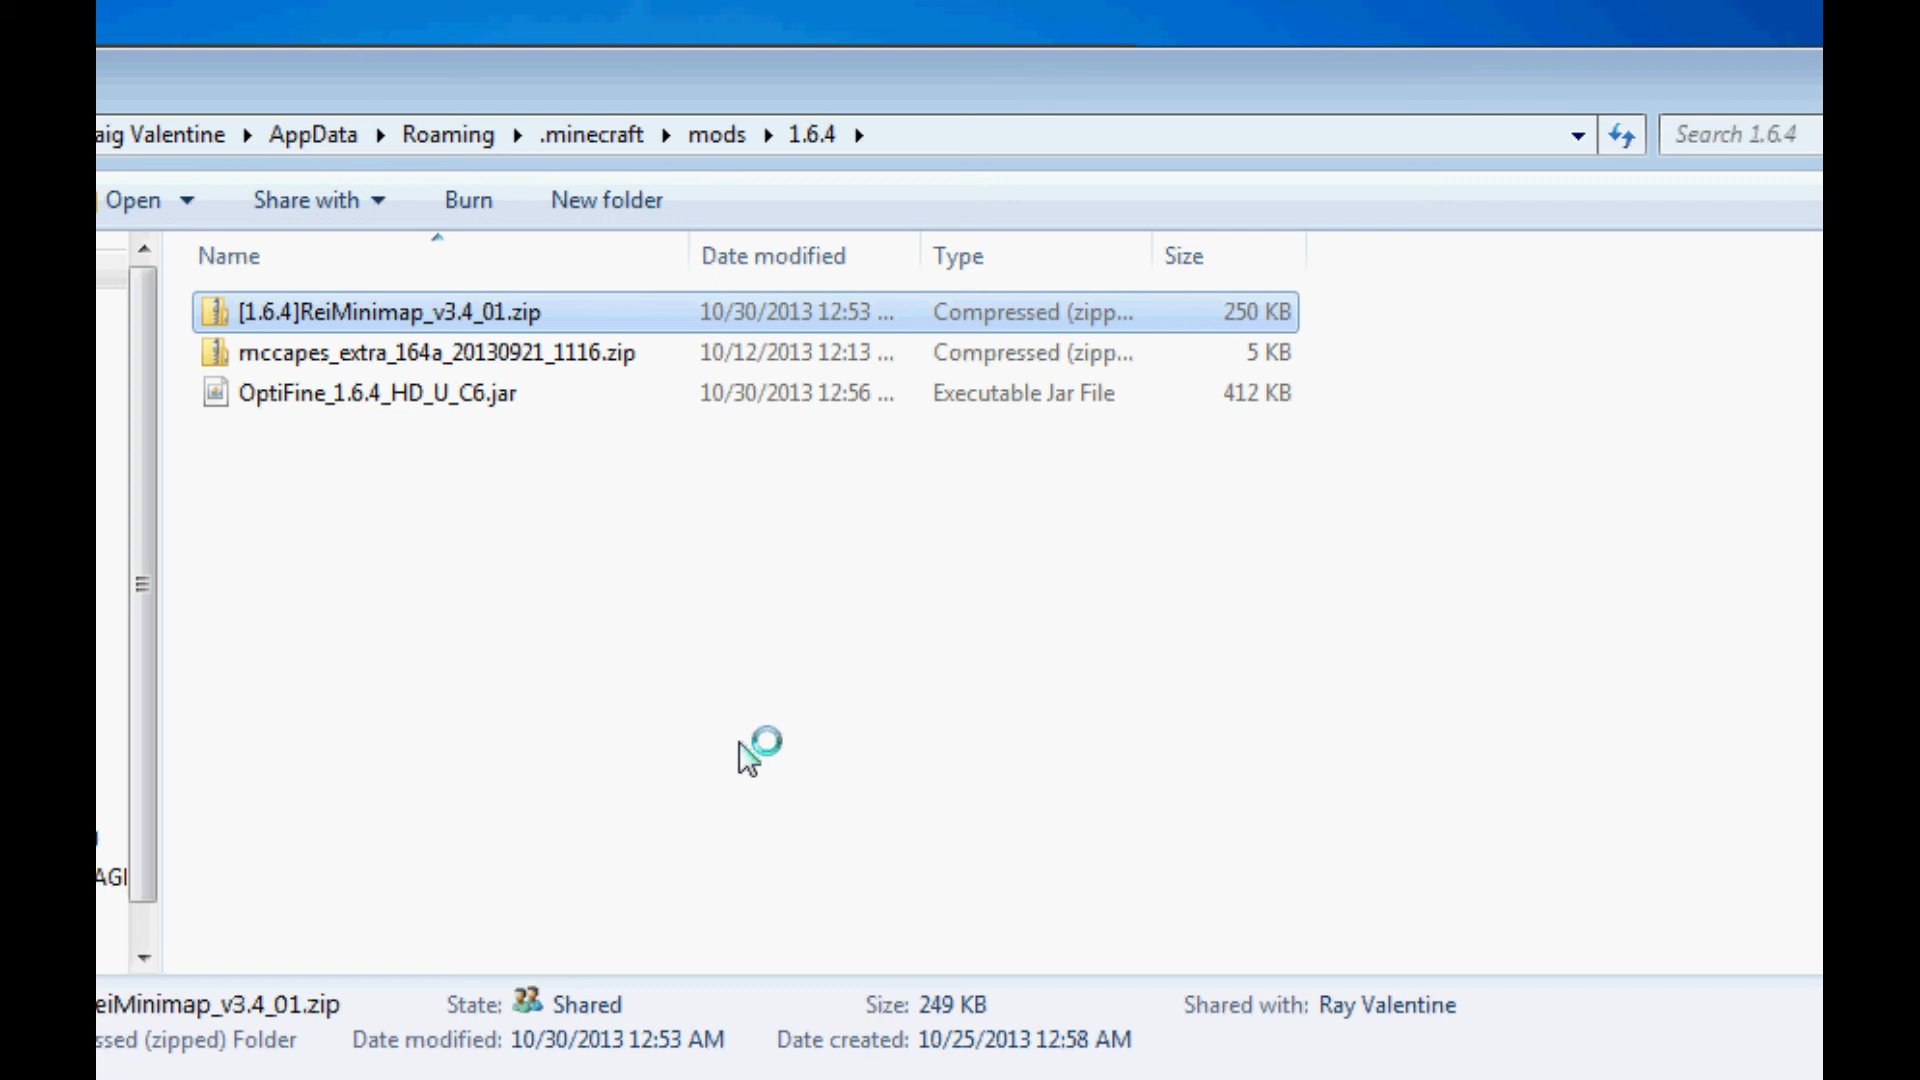 aig Valentine AppData Roaming .minecraft mods 1.6.4 Search 1.6.4
Open Share with Burn New folder
Name Date modified Type Size
[1.6.4]ReiMinimap_v3.4_01.zip 10/30/2013 12:53 ... Compressed (zipp... 250 KB
mccapes_extra_164a_20130921_1116.zip 10/12/2013 12:13 ... Compressed (zipp... 5 KB
OptiFine_1.6.4_HD_U_C6.jar 10/30/2013 12:56 ... Executable Jar File 412 KB
AGI
eiMinimap_v3.4_01.zip State: Shared Size: 249 KB Shared with: Ray Valentine
ssed (zipped) Folder Date modified: 10/30/2013 12:53 AM Date created: 10/25/2013 12:58 AM